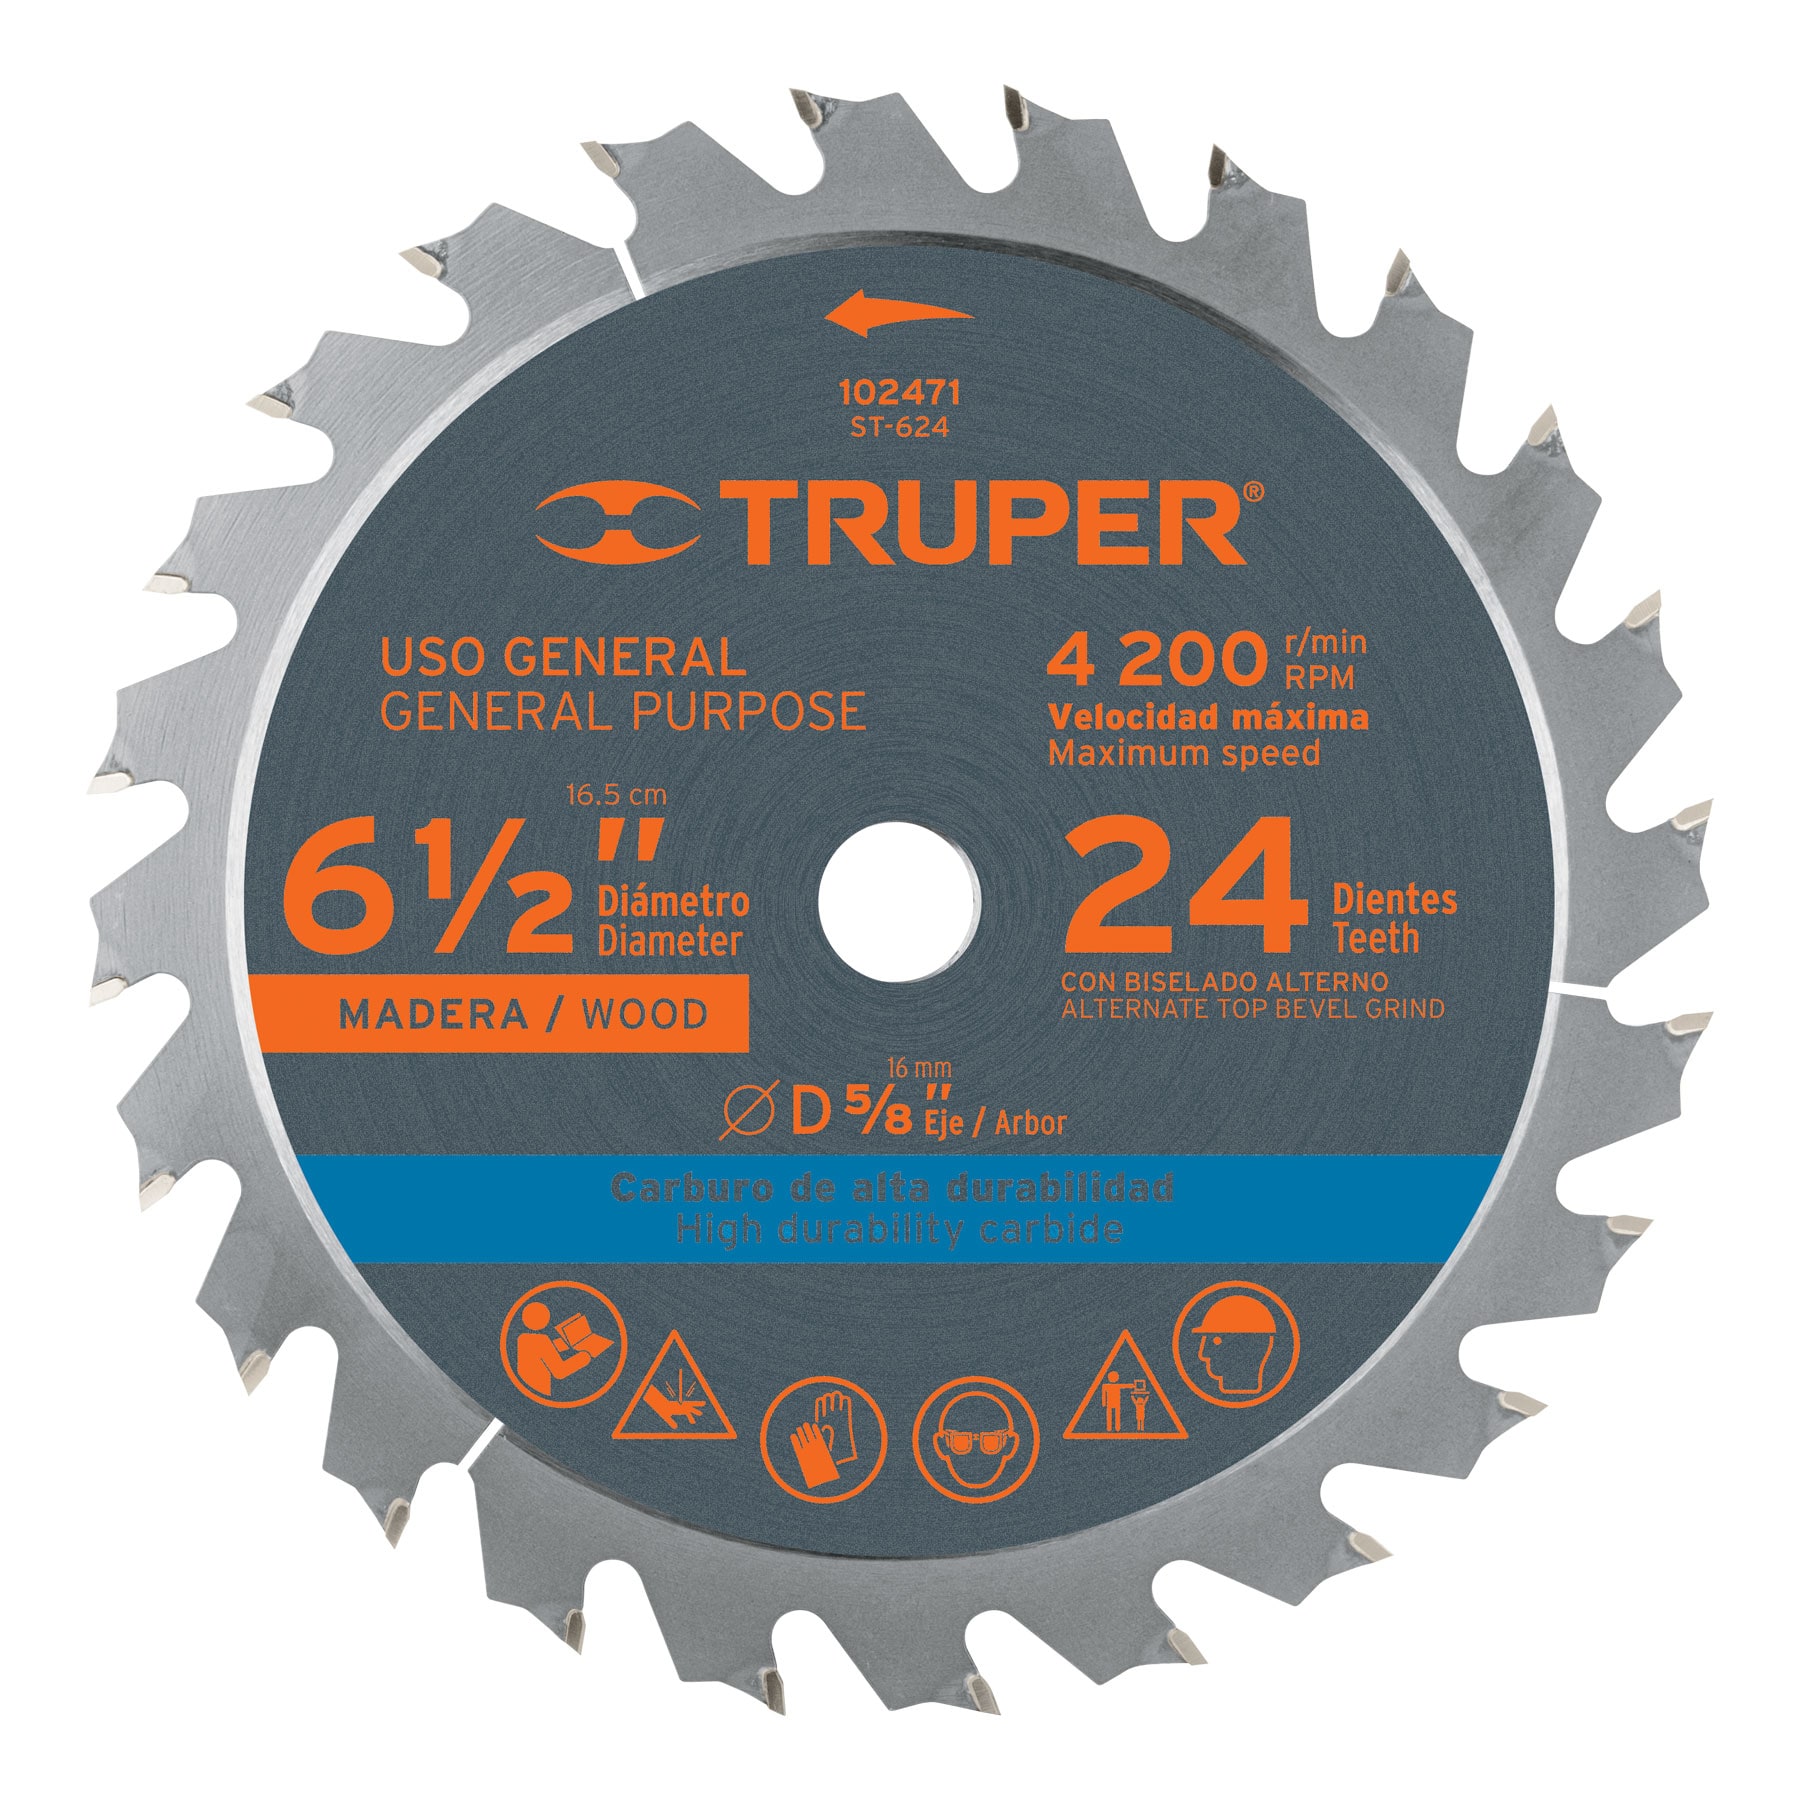 102471
ST-624
TRUPER®
USO GENERAL
GENERAL PURPOSE
4 200 r/min
RPM
Velocidad máxima
Maximum speed
16.5 cm
6 1/2"
Diámetro
Diameter
24
Dientes
Teeth
CON BISELADO ALTERNO
ALTERNATE TOP BEVEL GRIND
MADERA / WOOD
16 mm
D 5/8" Eje / Arbor
Carburo de alta durabilidad
High durability carbide